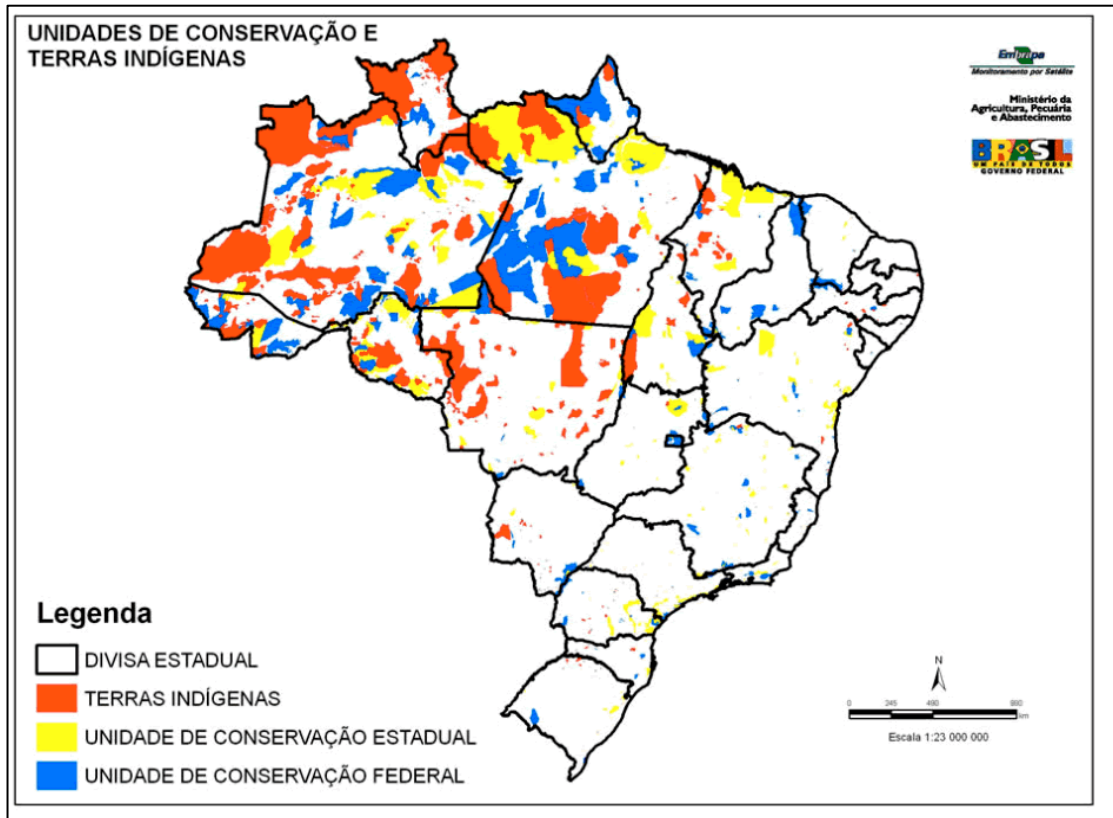 UNIDADES DE CONSERVAÇÃO E
TERRAS INDÍGENAS
Embrapa
Monitoramento por Satélite
Ministério da
Agricultura, Pecuária
e Abastecimento
BRASIL
UM PAÍS DE TODOS
GOVERNO FEDERAL
Legenda
DIVISA ESTADUAL
TERRAS INDÍGENAS
UNIDADE DE CONSERVAÇÃO ESTADUAL
UNIDADE DE CONSERVAÇÃO FEDERAL
N
0 245 490 980
km
Escala 1:23 000 000